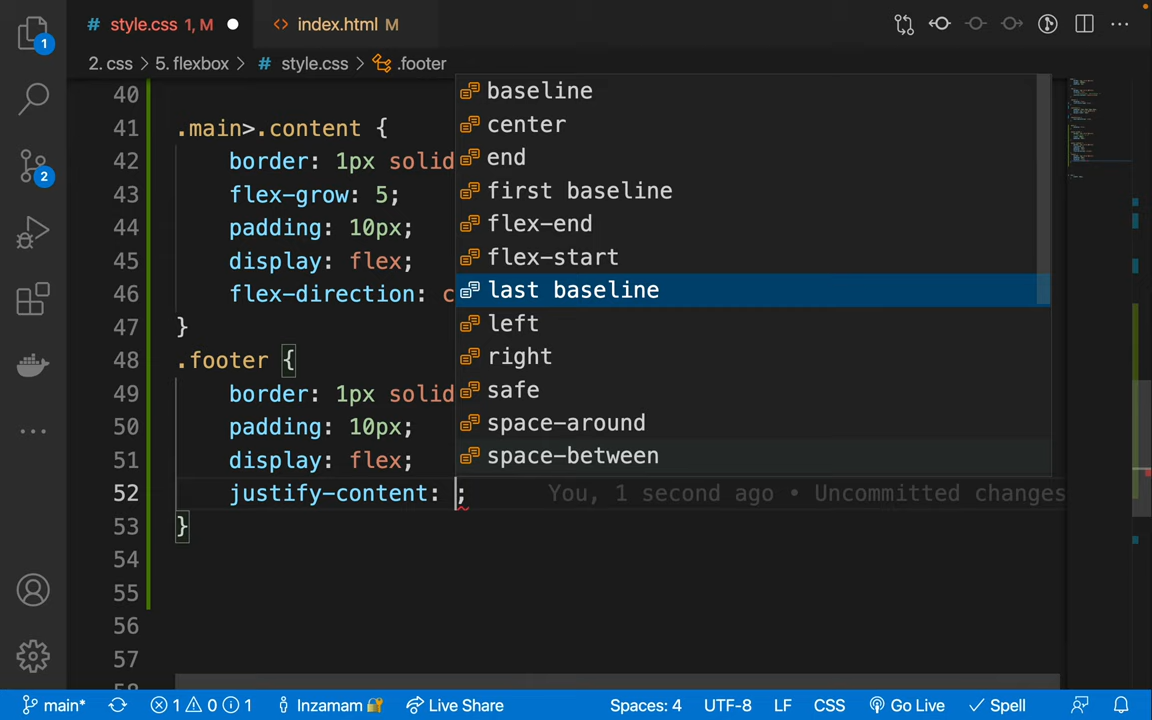 # style.css 1, M
<> index.html M
2. css > 5. flexbox > # style.css > .footer
40
41 .main>.content {
42 border: 1px solid
43 flex-grow: 5;
44 padding: 10px;
45 display: flex;
46 flex-direction: c
47 }
48 .footer {
49 border: 1px solid
50 padding: 10px;
51 display: flex;
52 justify-content: ; You, 1 second ago • Uncommitted changes
53 }
54
55
56
57
baseline
center
end
first baseline
flex-end
flex-start
last baseline
left
right
safe
space-around
space-between
1
2
main* 1 0 1 Inzamam 🔐 Live Share Spaces: 4 UTF-8 LF CSS Go Live Spell